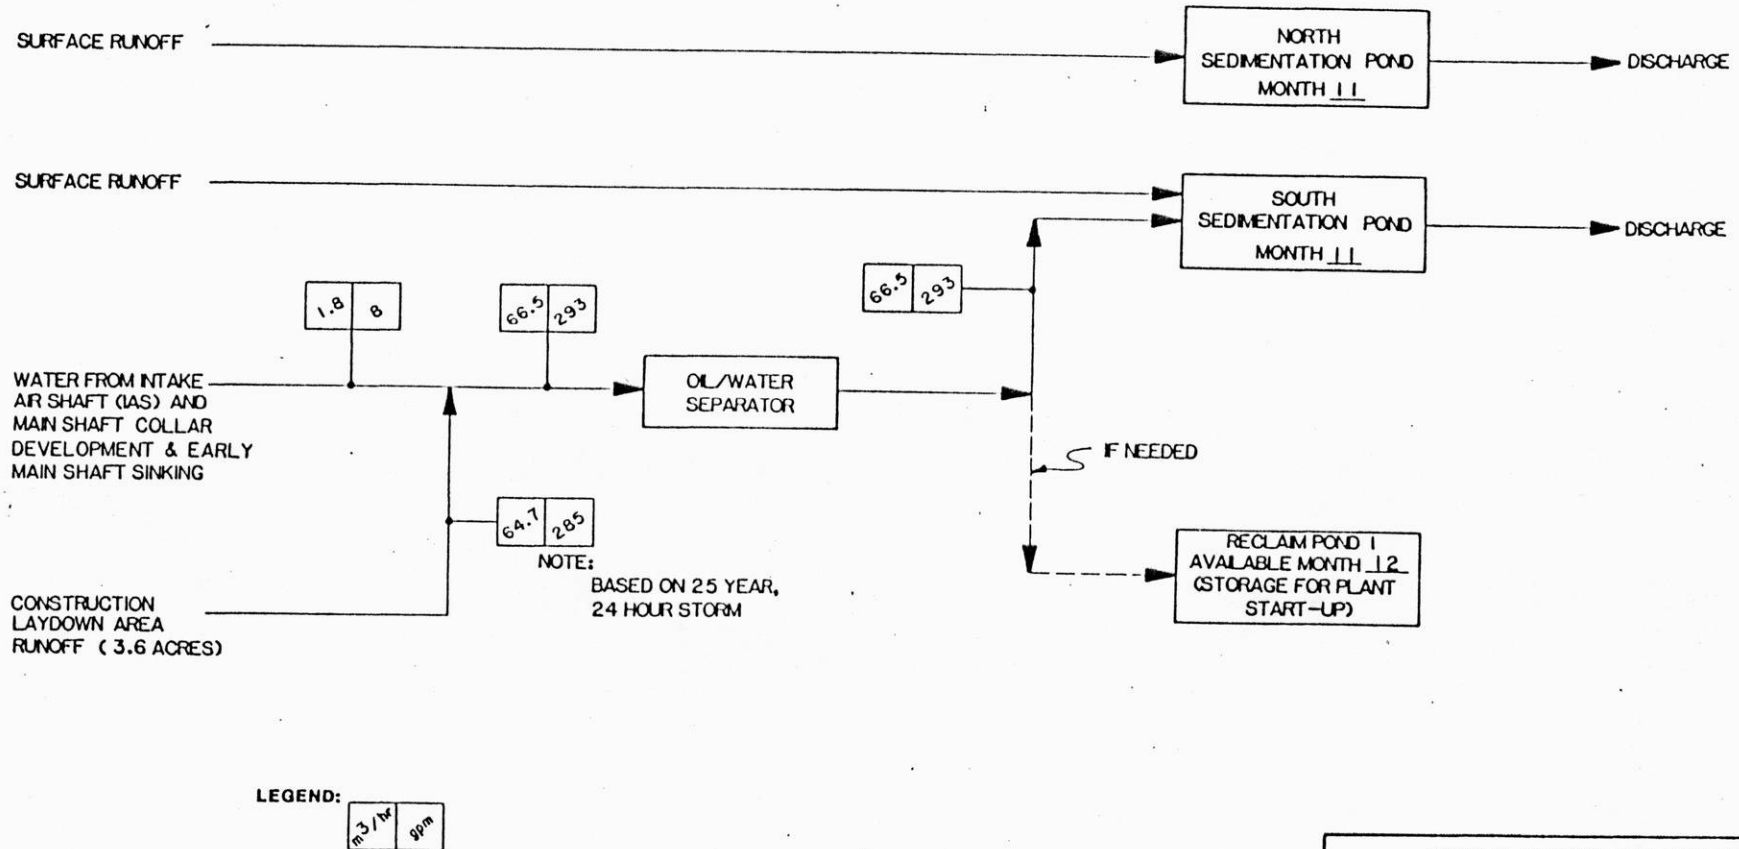 SURFACE RUNOFF
NORTH
SEDIMENTATION POND
MONTH 11
DISCHARGE
SURFACE RUNOFF
SOUTH
SEDIMENTATION POND
MONTH 11
DISCHARGE
1.8 8
66.5 293
66.5 293
WATER FROM INTAKE
AIR SHAFT (IAS) AND
MAIN SHAFT COLLAR
DEVELOPMENT & EARLY
MAIN SHAFT SINKING
OIL/WATER
SEPARATOR
IF NEEDED
64.7 285
NOTE:
BASED ON 25 YEAR,
24 HOUR STORM
RECLAIM POND 1
AVAILABLE MONTH 12
(STORAGE FOR PLANT
START-UP)
CONSTRUCTION
LAYDOWN AREA
RUNOFF ( 3.6 ACRES)
LEGEND:
m3/hr gpm